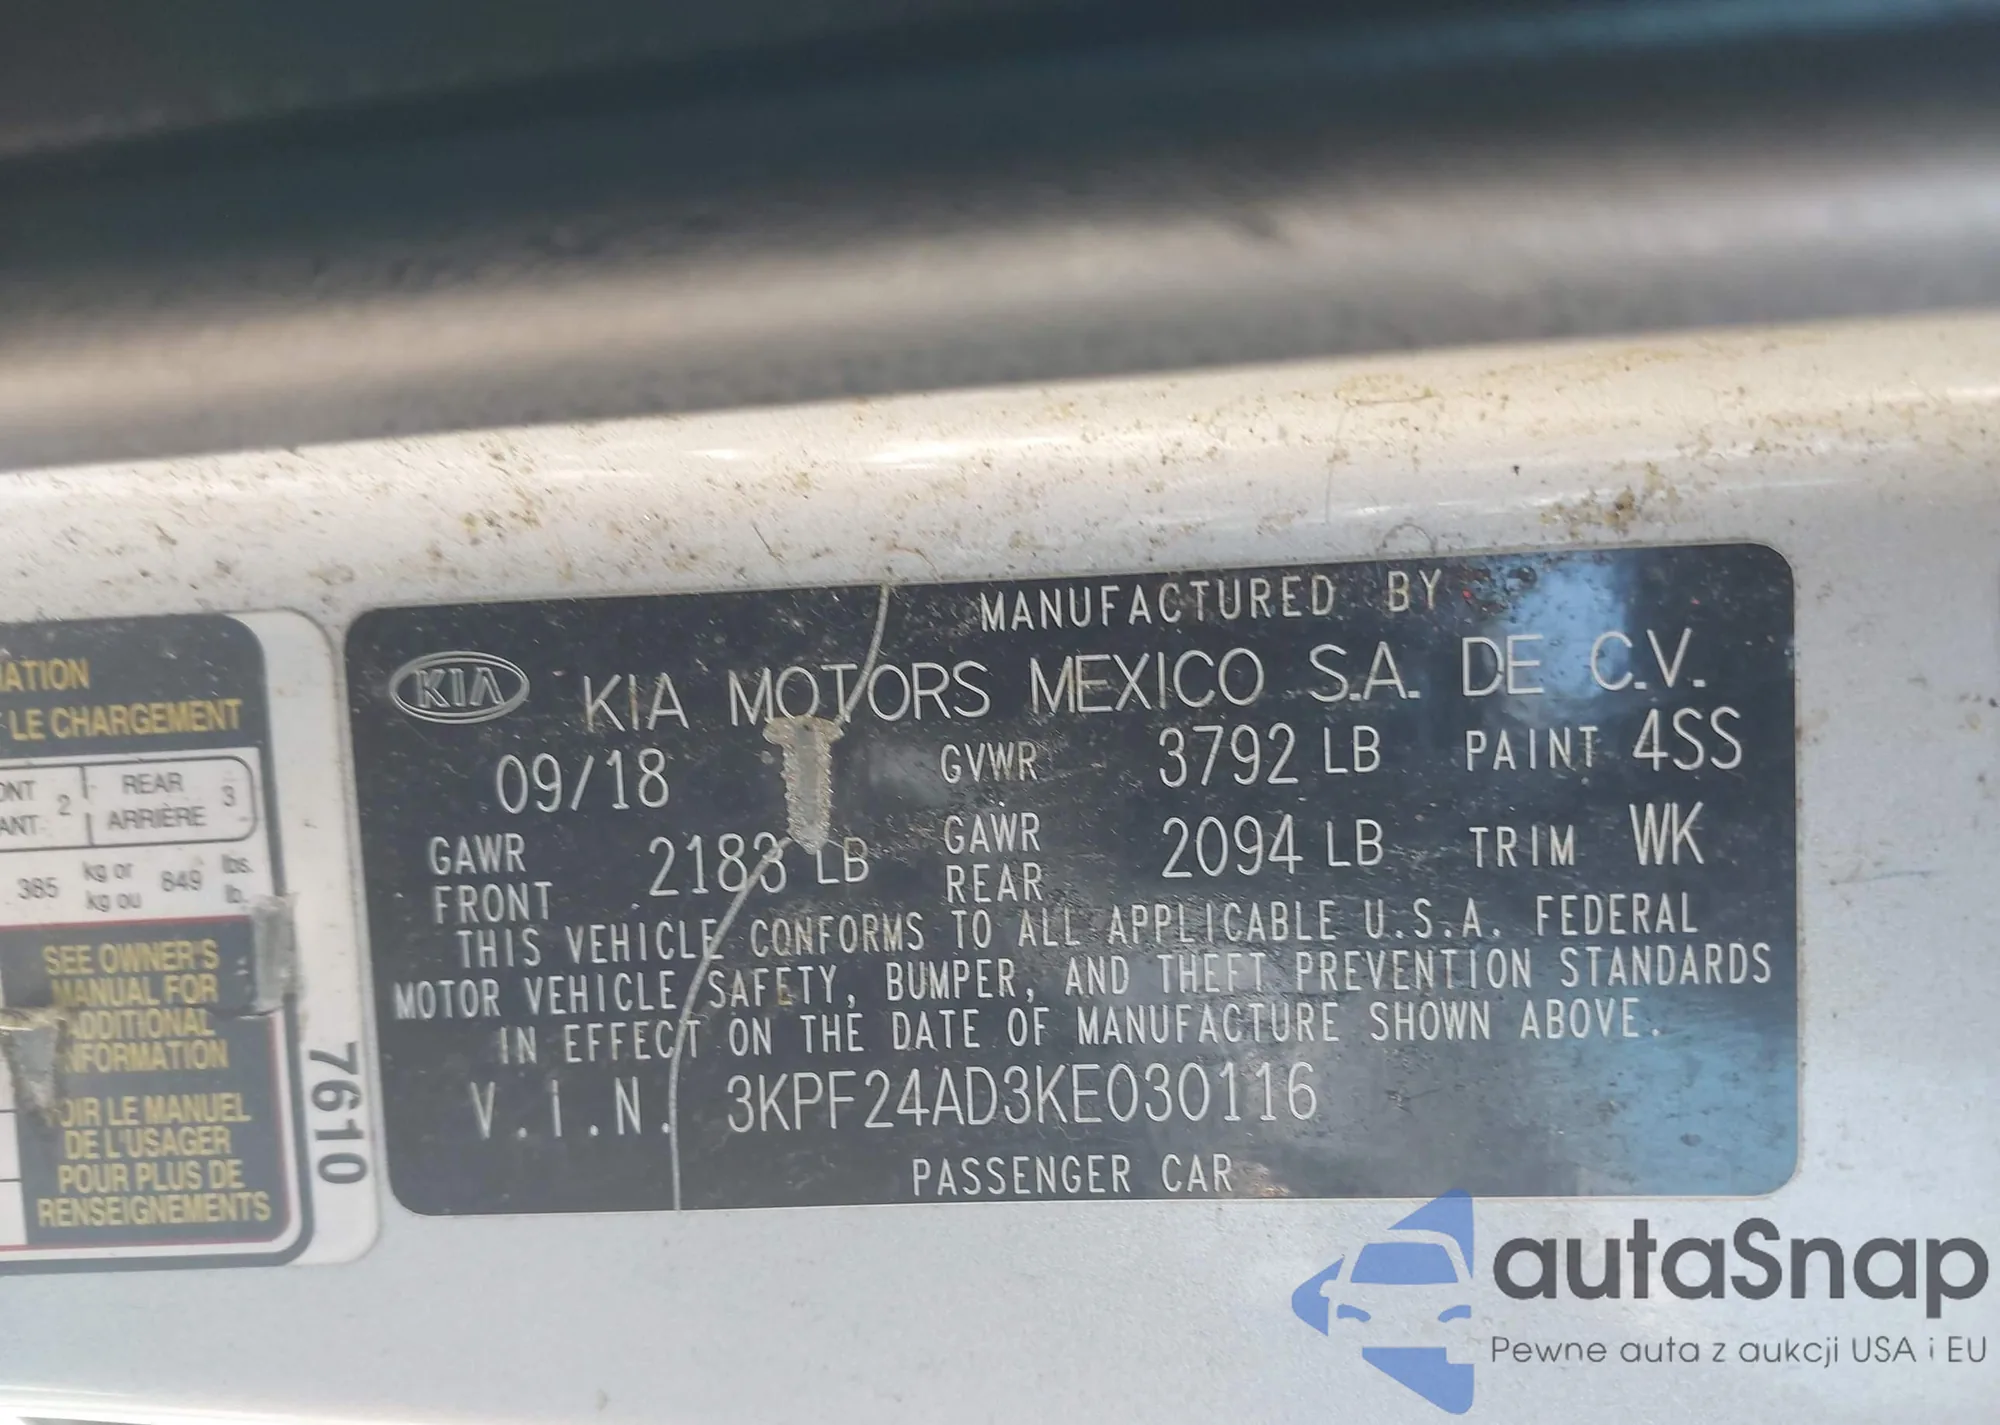 MANUFACTURED BY
KIA KIA MOTORS MEXICO S.A. DE C.V.
09/18 GVWR 3792 LB PAINT 4SS
GAWR FRONT 2183 LB GAWR REAR 2094 LB TRIM WK
THIS VEHICLE CONFORMS TO ALL APPLICABLE U.S.A. FEDERAL
MOTOR VEHICLE SAFETY, BUMPER, AND THEFT PREVENTION STANDARDS
IN EFFECT ON THE DATE OF MANUFACTURE SHOWN ABOVE.
V.I.N. 3KPF24AD3KE030116
PASSENGER CAR
LE CHARGEMENT
2 REAR 3
ARRIÈRE
385 kg or 849 lbs.
kg ou lb.
SEE OWNER'S
MANUAL FOR
ADDITIONAL
INFORMATION
VOIR LE MANUEL
DE L'USAGER
POUR PLUS DE
RENSEIGNEMENTS
7610
autaSnap
Pewne auta z aukcji USA i EU